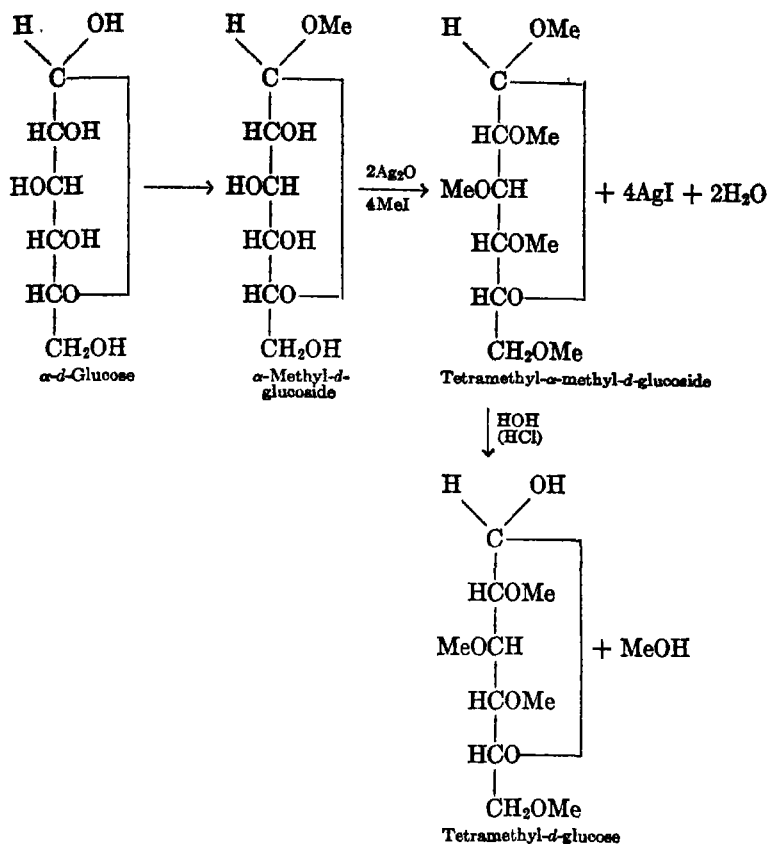 H OH H OMe H OMe
C C C
HCOH HCOH HCOMe
HOCH HOCH 2Ag₂O MeOCH + 4AgI + 2H₂O
4MeI
HCOH HCOH HCOMe
HCO HCO HCO
CH₂OH CH₂OH CH₂OMe
α-d-Glucose α-Methyl-d- Tetramethyl-α-methyl-d-glucoside
glucoside
HOH
(HCl)
H OH
C
HCOMe
MeOCH + MeOH
HCOMe
HCO
CH₂OMe
Tetramethyl-d-glucose